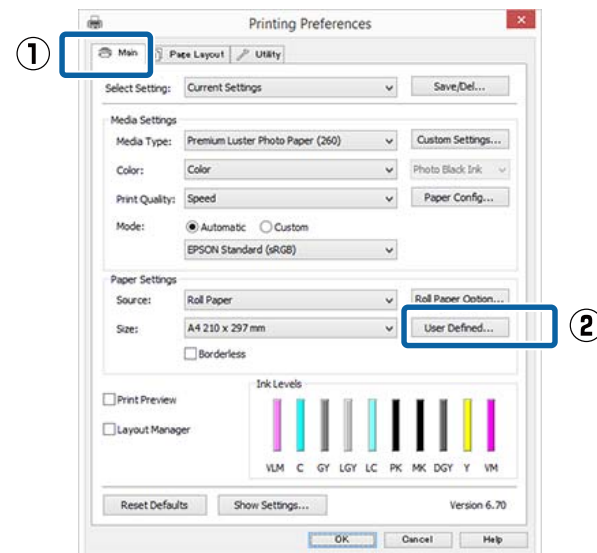 Printing Preferences
① Main Page Layout Utility
Select Setting: Current Settings Save/Del...
Media Settings
Media Type: Premium Luster Photo Paper (260) Custom Settings...
Color: Color Photo Black Ink
Print Quality: Speed Paper Config...
Mode: Automatic Custom
EPSON Standard (sRGB)
Paper Settings
Source: Roll Paper Roll Paper Option...
Size: A4 210 x 297 mm User Defined... ②
Borderless
Ink Levels
Print Preview
Layout Manager
VLM C GY LGY LC PK MK DGY Y VM
Reset Defaults Show Settings... Version 6.70
OK Cancel Help